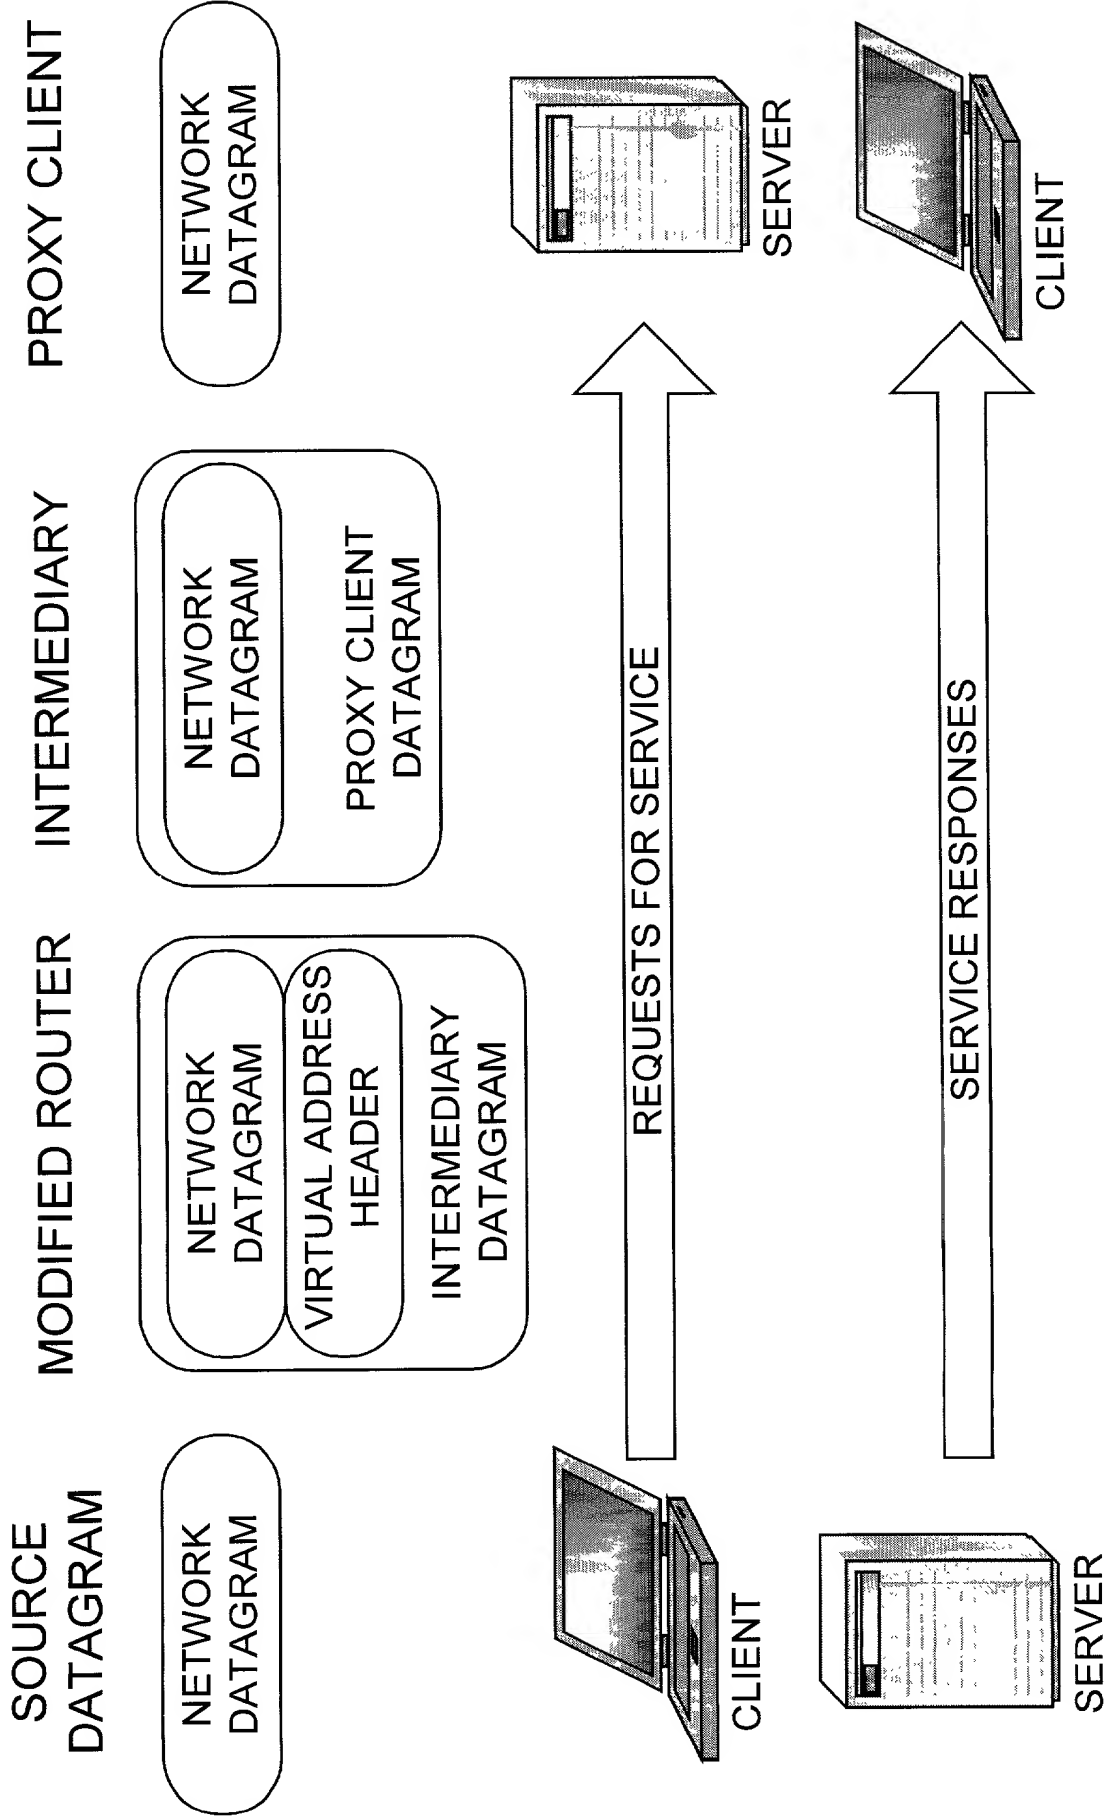 SOURCE
DATAGRAM
MODIFIED ROUTER
INTERMEDIARY
PROXY CLIENT
NETWORK
DATAGRAM
NETWORK
DATAGRAM
VIRTUAL ADDRESS
HEADER
INTERMEDIARY
DATAGRAM
NETWORK
DATAGRAM
PROXY CLIENT
DATAGRAM
NETWORK
DATAGRAM
CLIENT
REQUESTS FOR SERVICE
SERVER
SERVER
SERVICE RESPONSES
CLIENT